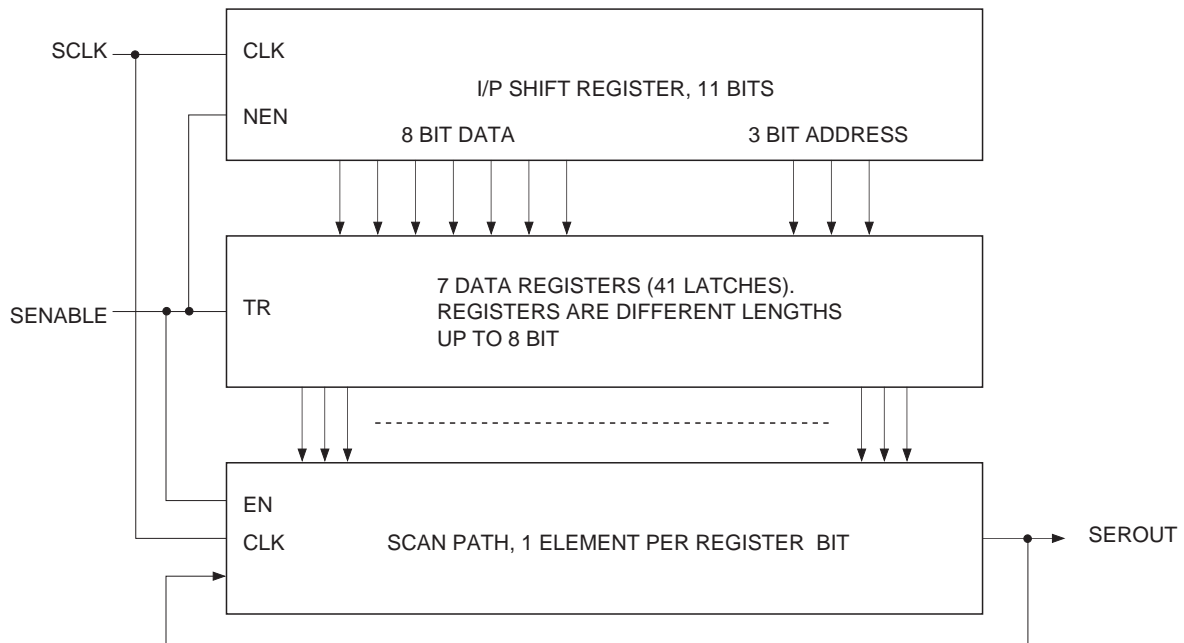 SCLK
CLK
I/P SHIFT REGISTER, 11 BITS
NEN
8 BIT DATA
3 BIT ADDRESS
SENABLE
TR
7 DATA REGISTERS (41 LATCHES).
REGISTERS ARE DIFFERENT LENGTHS
UP TO 8 BIT
EN
CLK
SCAN PATH, 1 ELEMENT PER REGISTER BIT
SEROUT